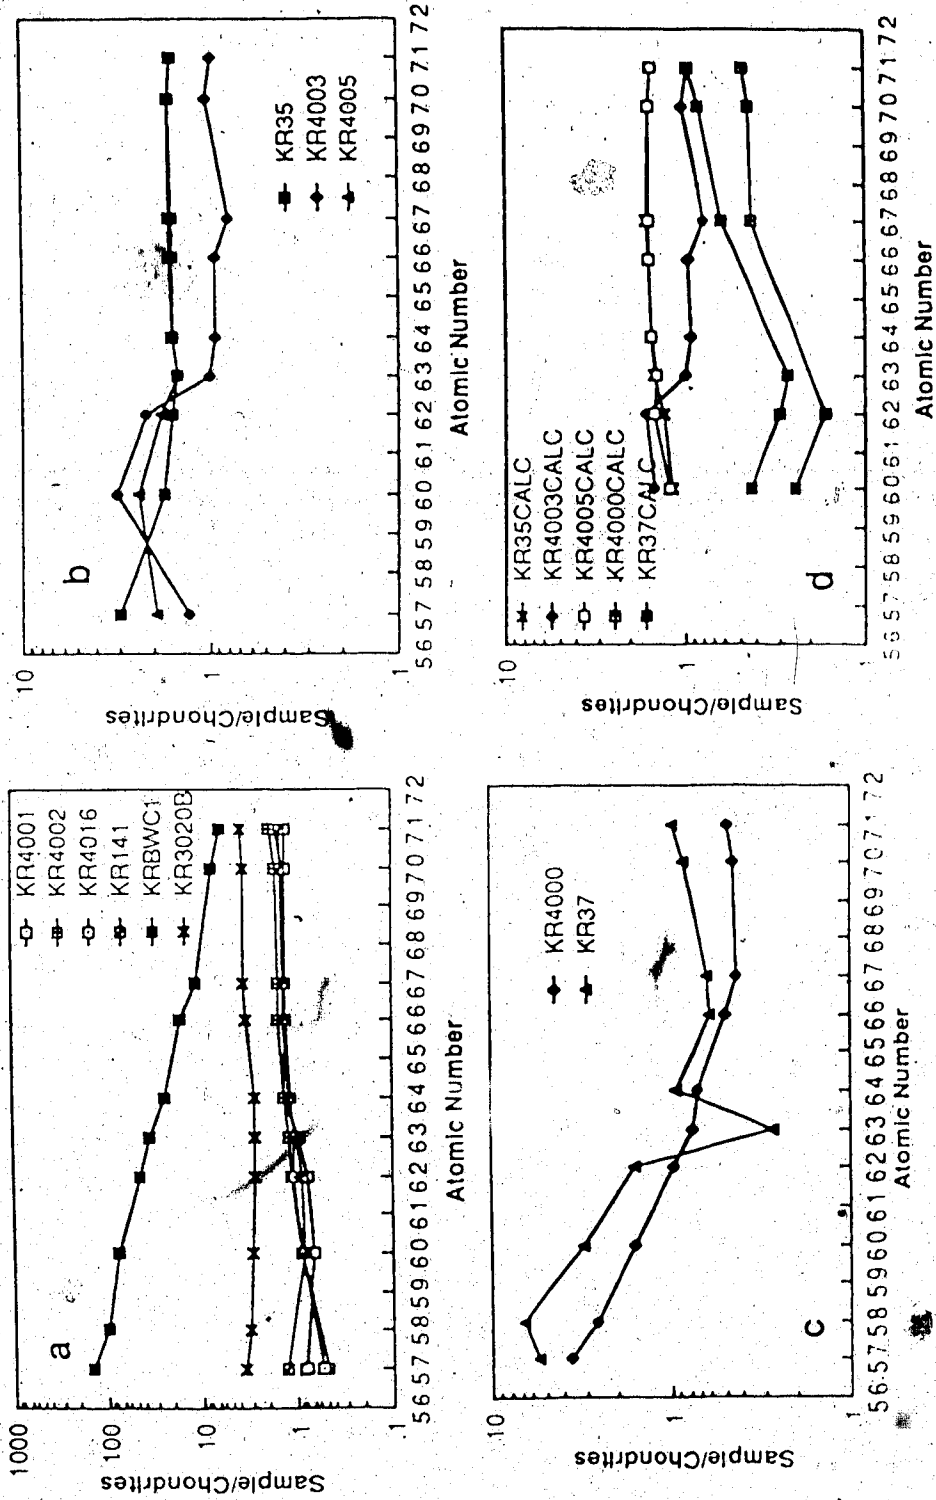 a
1000
100
10
1
.1
Sample/Chondrites
56 57 58 59 60 61 62 63 64 65 66 67 68 69 70 71 72
Atomic Number
KR4001
KR4002
KR4016
KR141
KRBWC1
KR3020B
b
10
1
.1
Sample/Chondrites
56 57 58 59 60 61 62 63 64 65 66 67 68 69 70 71 72
Atomic Number
KR35
KR4003
KR4005
c
10
1
.1
Sample/Chondrites
56 57 58 59 60 61 62 63 64 65 66 67 68 69 70 71 72
Atomic Number
KR4000
KR37
d
10
1
.1
Sample/Chondrites
56 57 58 59 60 61 62 63 64 65 66 67 68 69 70 71 72
Atomic Number
KR35CALC
KR4003CALC
KR4005CALC
KR4000CALC
KR37CALC